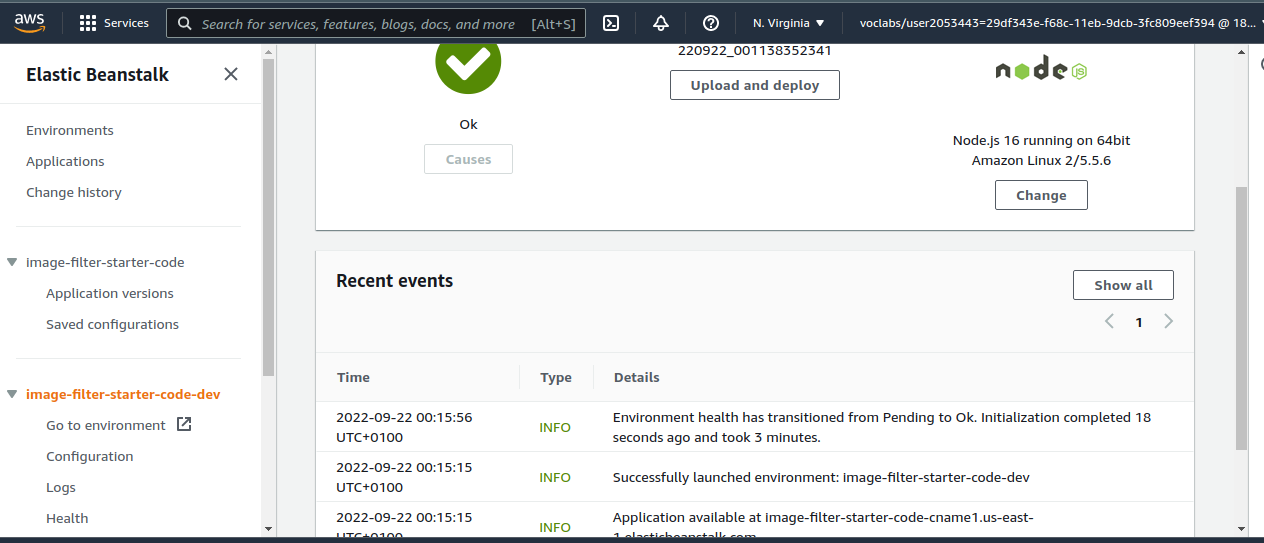 aws
Services
Search for services, features, blogs, docs, and more [Alt+S]
N. Virginia
voclabs/user2053443=29df343e-f68c-11eb-9dcb-3fc809eef394 @ 18...
Elastic Beanstalk
Environments
Applications
Change history
image-filter-starter-code
Application versions
Saved configurations
image-filter-starter-code-dev
Go to environment
Configuration
Logs
Health
Ok
Causes
220922_001138352341
Upload and deploy
node JS
Node.js 16 running on 64bit
Amazon Linux 2/5.5.6
Change
Recent events
Show all
1
Time Type Details
2022-09-22 00:15:56
UTC+0100
INFO
Environment health has transitioned from Pending to Ok. Initialization completed 18
seconds ago and took 3 minutes.
2022-09-22 00:15:15
UTC+0100
INFO
Successfully launched environment: image-filter-starter-code-dev
2022-09-22 00:15:15
UTC+0100
INFO
Application available at image-filter-starter-code-cname1.us-east-
1.elasticbeanstalk.com